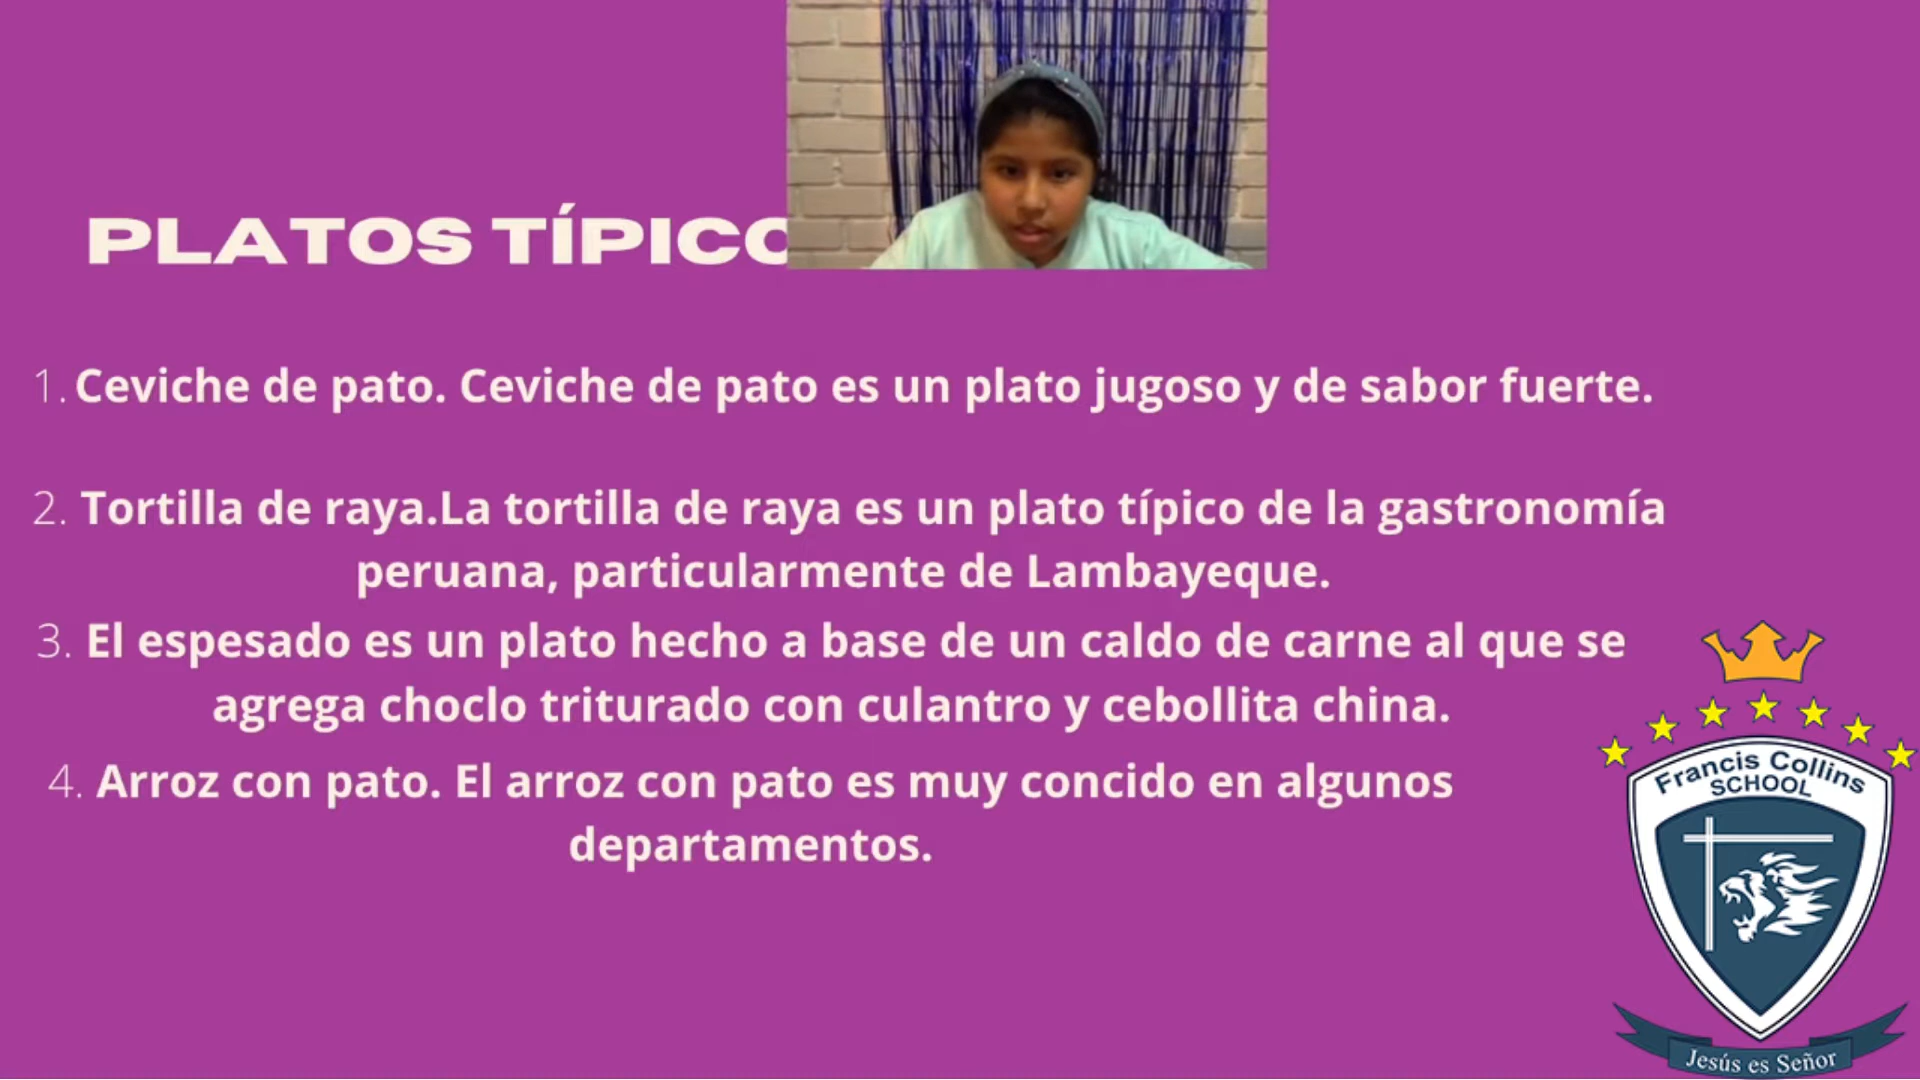 PLATOS TÍPICO
1. Ceviche de pato. Ceviche de pato es un plato jugoso y de sabor fuerte.
2. Tortilla de raya.La tortilla de raya es un plato típico de la gastronomía
peruana, particularmente de Lambayeque.
3. El espesado es un plato hecho a base de un caldo de carne al que se
agrega choclo triturado con culantro y cebollita china.
4. Arroz con pato. El arroz con pato es muy concido en algunos
departamentos.
Francis Collins
SCHOOL
Jesús es Señor